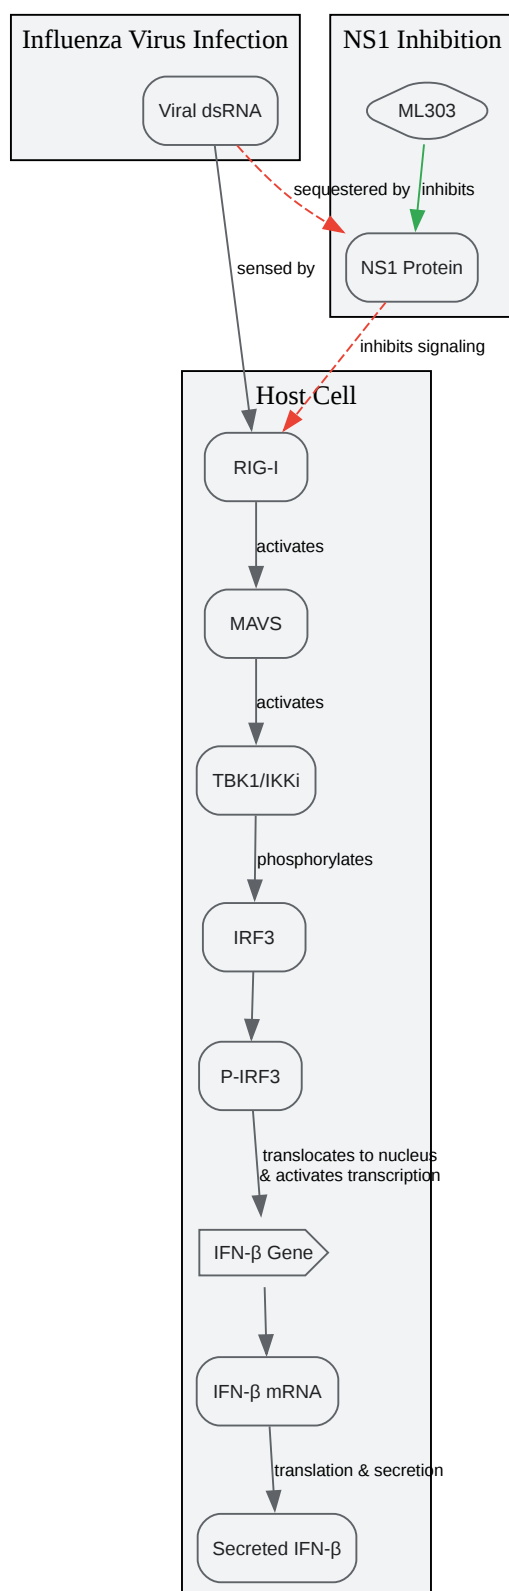 Influenza Virus Infection
NS1 Inhibition
Viral dsRNA
ML303
sequestered by
inhibits
sensed by
NS1 Protein
inhibits signaling
Host Cell
RIG-I
activates
MAVS
activates
TBK1/IKKi
phosphorylates
IRF3
P-IRF3
translocates to nucleus
& activates transcription
IFN-β Gene
IFN-β mRNA
translation & secretion
Secreted IFN-β